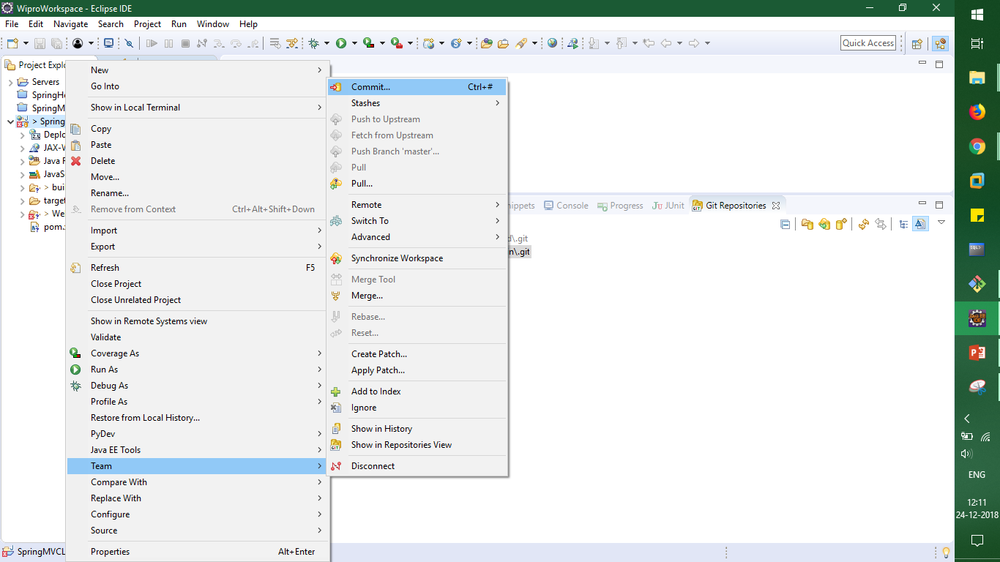 WiproWorkspace - Eclipse IDE
File Edit Navigate Search Project Run Window Help
Quick Access
Project Explo
Servers
SpringHe
SpringM
> Spring
Deplo
JAX-W
Java R
JavaSc
> bui
target
> We
pom.x
New
Go Into
Show in Local Terminal
Copy
Paste
Delete
Move...
Rename...
Remove from Context Ctrl+Alt+Shift+Down
Import
Export
Refresh F5
Close Project
Close Unrelated Project
Show in Remote Systems view
Validate
Coverage As
Run As
Debug As
Profile As
Restore from Local History...
PyDev
Java EE Tools
Team
Compare With
Replace With
Configure
Source
Properties Alt+Enter
Commit... Ctrl+#
Stashes
Push to Upstream
Fetch from Upstream
Push Branch 'master'...
Pull
Pull...
Remote
Switch To
Advanced
Synchronize Workspace
Merge Tool
Merge...
Rebase...
Reset...
Create Patch...
Apply Patch...
Add to Index
Ignore
Show in History
Show in Repositories View
Disconnect
nippets Console Progress JUnit Git Repositories
d\.git
n\.git
SpringMVCL
SQL>
Java EE
IDE
ENG
12:11
24-12-2018